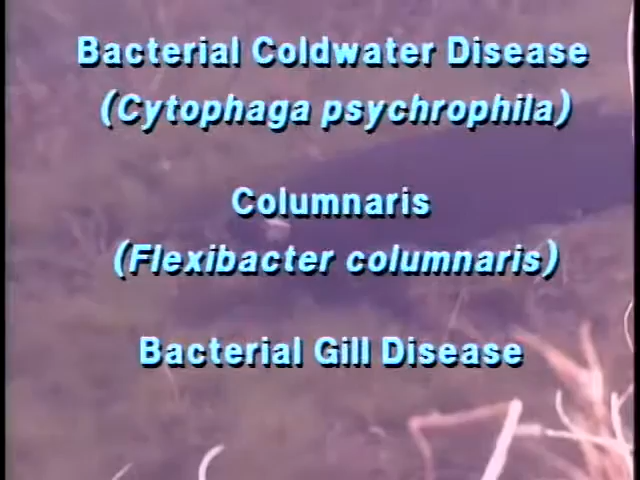 Bacterial Coldwater Disease
(Cytophaga psychrophila)
Columnaris
(Flexibacter columnaris)
Bacterial Gill Disease